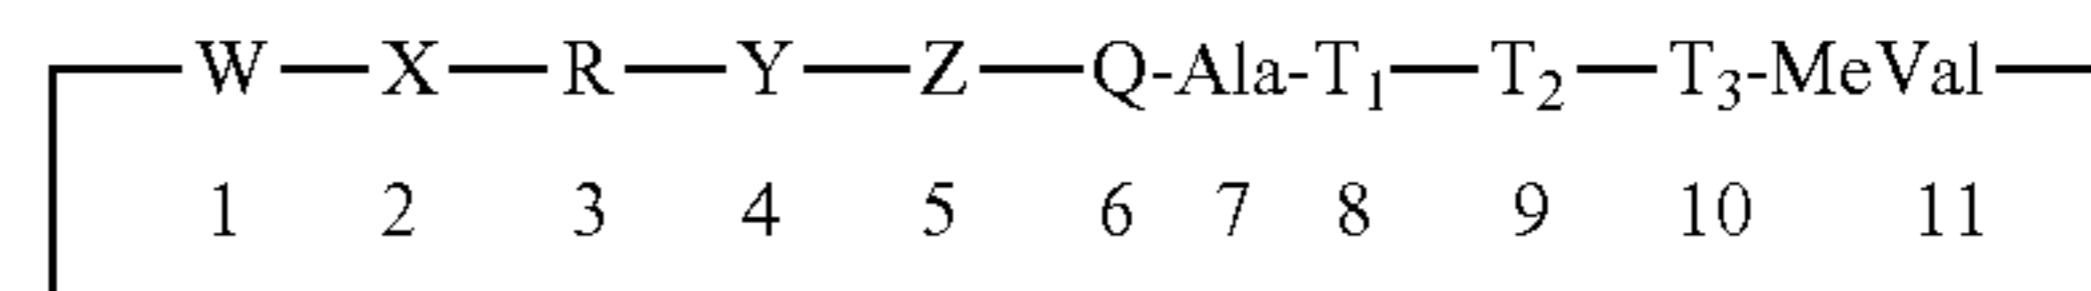 W—X—R—Y—Z—Q-Ala-T₁—T₂—T₃-MeVal
1 2 3 4 5 6 7 8 9 10 11